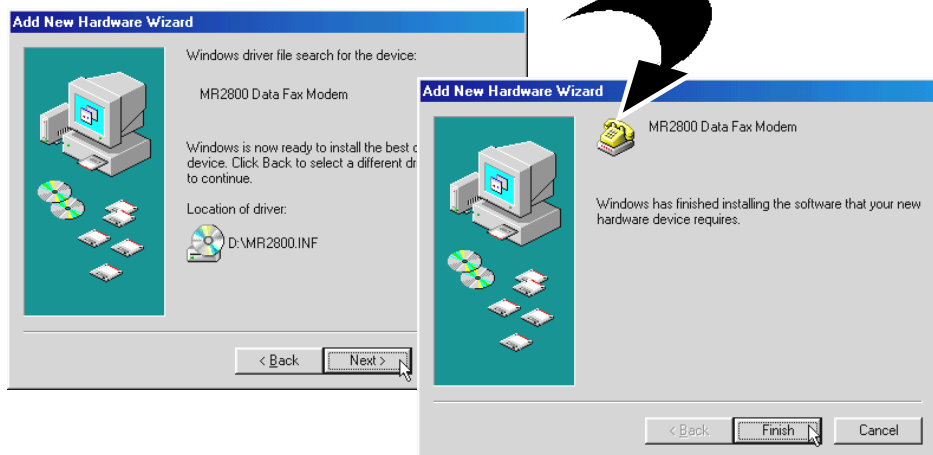 Add New Hardware Wizard
Windows driver file search for the device:
MR2800 Data Fax Modem
Windows is now ready to install the best
device. Click Back to select a different
to continue.
Location of driver:
D:\MR2800.INF
< Back
Next >
Add New Hardware Wizard
MR2800 Data Fax Modem
Windows has finished installing the software that your new
hardware device requires.
< Back
Finish
Cancel